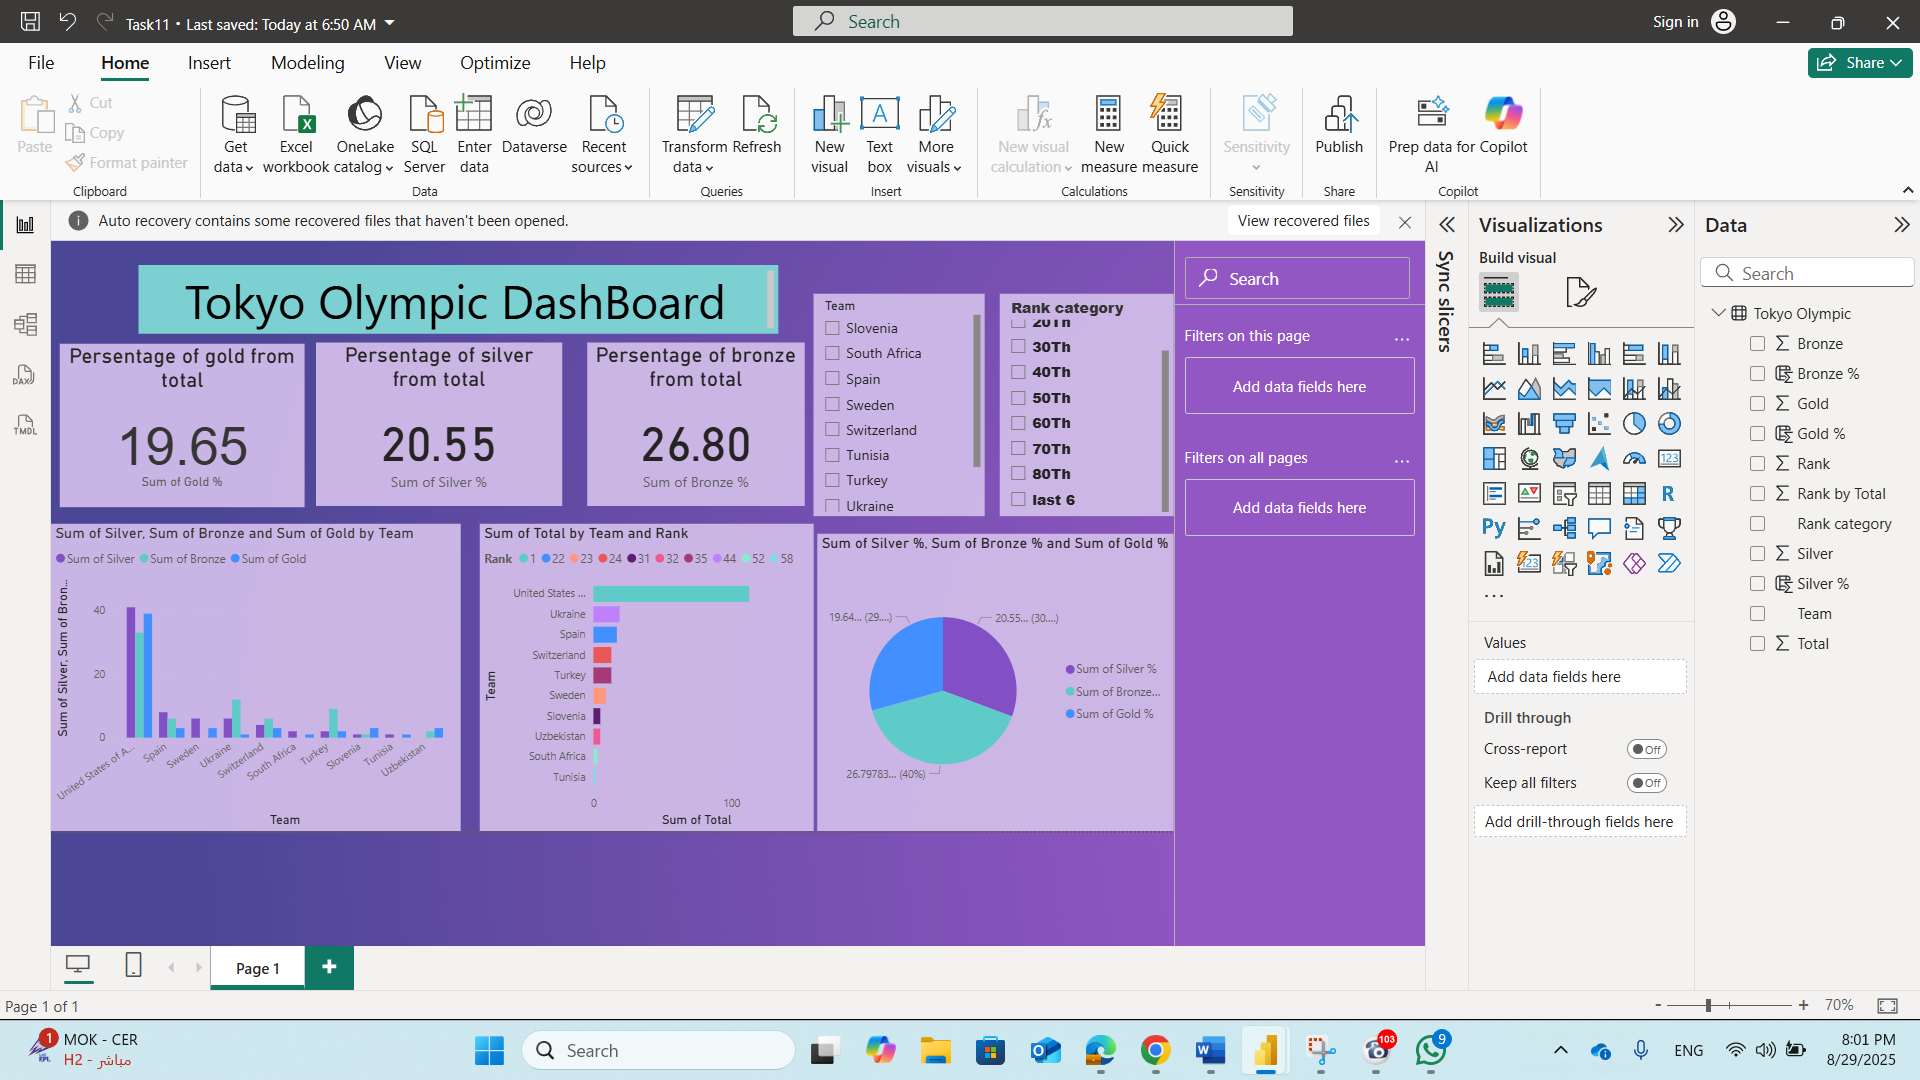 Task11 • Last saved: Today at 6:50 AM
Search
Sign in
File
Home
Insert
Modeling
View
Optimize
Help
Share
Paste
Cut
Copy
Format painter
Clipboard
Get data
Excel workbook
OneLake catalog
SQL Server
Enter data
Dataverse
Recent sources
Data
Transform data
Refresh
Queries
New visual
Text box
More visuals
Insert
New visual calculation
New measure
Quick measure
Calculations
Sensitivity
Sensitivity
Publish
Share
Prep data for AI
Copilot
Copilot
Auto recovery contains some recovered files that haven't been opened.
View recovered files
Tokyo Olympic DashBoard
Persentage of gold from total
19.65
Sum of Gold %
Persentage of silver from total
20.55
Sum of Silver %
Persentage of bronze from total
26.80
Sum of Bronze %
Team
Slovenia
South Africa
Spain
Sweden
Switzerland
Tunisia
Turkey
Ukraine
Rank category
20Th
30Th
40Th
50Th
60Th
70Th
80Th
last 6
Sum of Silver, Sum of Bronze and Sum of Gold by Team
Sum of Silver
Sum of Bronze
Sum of Gold
Sum of Silver, Sum of Bron...
40
20
0
United States of A...
Spain
Sweden
Ukraine
Switzerland
South Africa
Turkey
Slovenia
Tunisia
Uzbekistan
Team
Sum of Total by Team and Rank
Rank 1 22 23 24 31 32 35 44 52 58
Team
United States ...
Ukraine
Spain
Switzerland
Turkey
Sweden
Slovenia
Uzbekistan
South Africa
Tunisia
0
100
Sum of Total
Sum of Silver %, Sum of Bronze % and Sum of Gold %
19.64... (29....)
20.55... (30....)
26.79783... (40%)
Sum of Silver %
Sum of Bronze...
Sum of Gold %
Search
Filters on this page
...
Add data fields here
Filters on all pages
...
Add data fields here
Sync slicers
Visualizations
Build visual
123
R
Py
123
...
Values
Add data fields here
Drill through
Cross-report
Off
Keep all filters
Off
Add drill-through fields here
Data
Search
Tokyo Olympic
Bronze
Bronze %
Gold
Gold %
Rank
Rank by Total
Rank category
Silver
Silver %
Team
Total
DAX
TMDL
Page 1
Page 1 of 1
- + 70%
1
MOK - CER
H2 - مباشر
Search
103
9
ENG
8:01 PM
8/29/2025